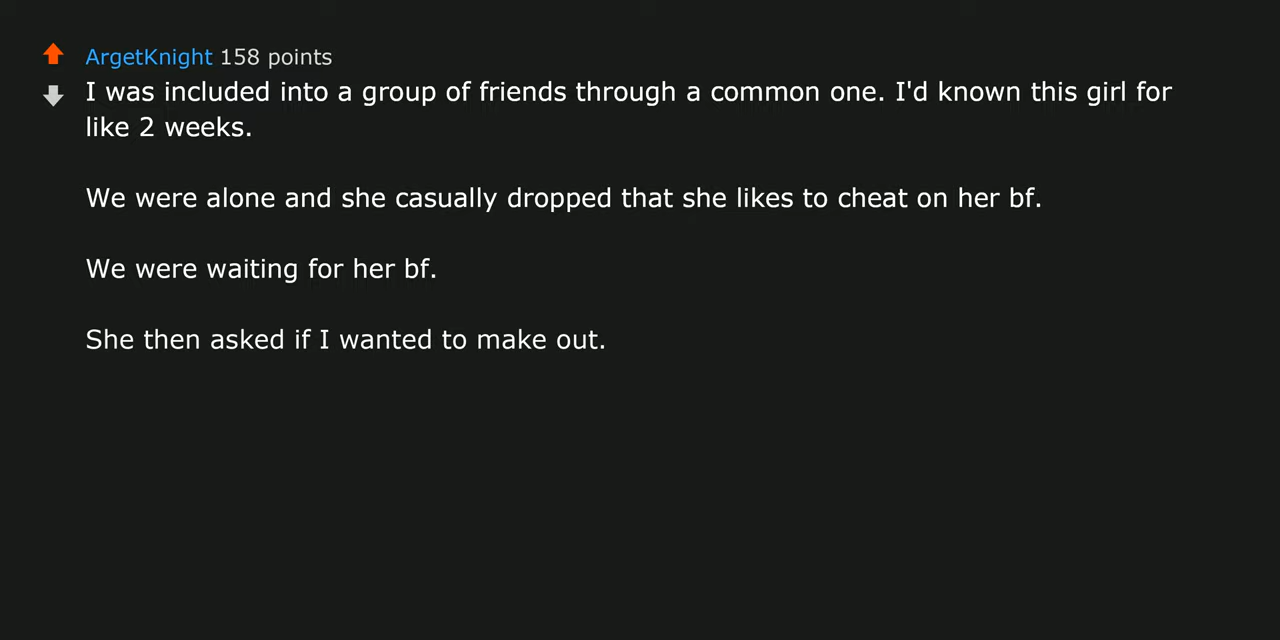 ArgetKnight 158 points
I was included into a group of friends through a common one. I'd known this girl for
like 2 weeks.
We were alone and she casually dropped that she likes to cheat on her bf.
We were waiting for her bf.
She then asked if I wanted to make out.